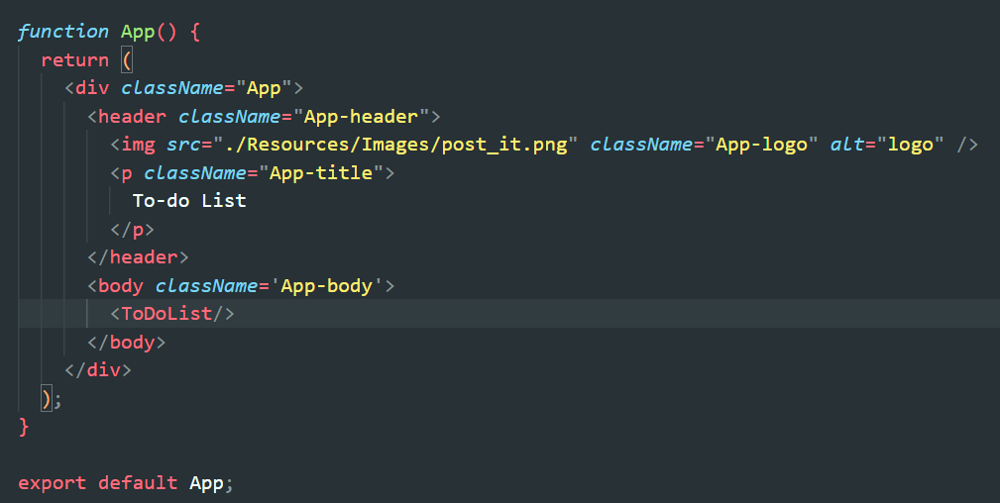 function App() {
  return (
    <div className="App">
      <header className="App-header">
        <img src="./Resources/Images/post_it.png" className="App-logo" alt="logo" />
        <p className="App-title">
          To-do List
        </p>
      </header>
      <body className='App-body'>
        <ToDoList/>
      </body>
    </div>
  );
}

export default App;